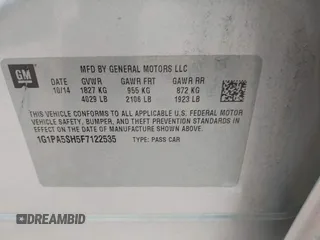 GM
MFD BY GENERAL MOTORS LLC
DATE GVWR GAWR FRT GAWR RR
10/14 1827 KG 955 KG 872 KG
4029 LB 2106 LB 1923 LB
THIS VEHICLE CONFORMS TO ALL APPLICABLE U.S. FEDERAL MOTOR
VEHICLE SAFETY, BUMPER, AND THEFT PREVENTION STANDARDS
IN EFFECT ON THE DATE OF MANUFACTURE SHOWN ABOVE.
1G1PA5SH5F7122535 TYPE: PASS CAR
DREAMBID